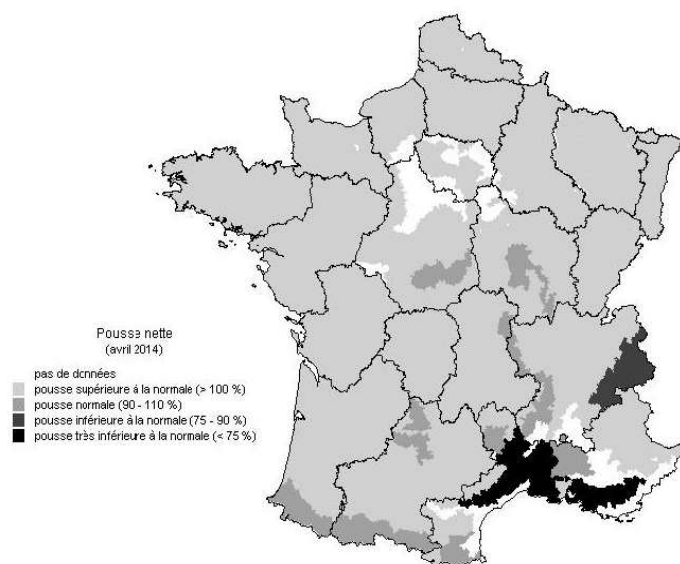 Pousse nette
(avril 2014)
pas de données
pousse supérieure à la normale (> 100 %)
pousse normale (90 - 110 %)
pousse inférieure à la normale (75 - 90 %)
pousse très inférieure à la normale (< 75 %)